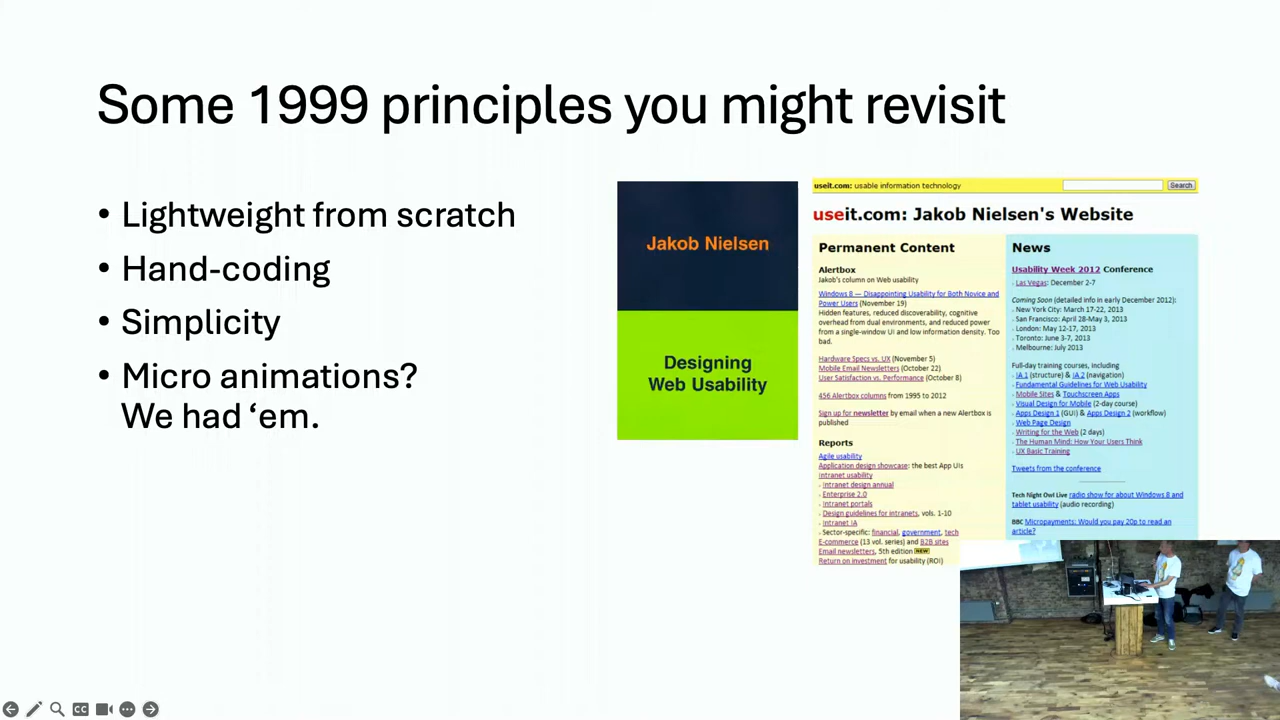 Some 1999 principles you might revisit
• Lightweight from scratch
• Hand-coding
• Simplicity
• Micro animations?
We had ‘em.
Jakob Nielsen
Designing
Web Usability
useit.com: usable information technology
Search
useit.com: Jakob Nielsen's Website
Permanent Content
Alertbox
Jakob's column on Web usability
Windows 8 — Disappointing Usability for Both Novice and
Power Users (November 19)
Hidden features, reduced discoverability, cognitive
overhead from dual environments, and reduced power
from a single-window UI and low information density. Too
bad.
Hardware Specs vs. UX (November 5)
Mobile Email Newsletters (October 22)
User Satisfaction vs. Performance (October 8)
456 Alertbox columns from 1995 to 2012
Sign up for newsletter by email when a new Alertbox is
published
Reports
Agile usability
Application design showcase: the best App UIs
Intranet usability
- Intranet design annual
- Enterprise 2.0
- Intranet portals
- Design guidelines for intranets, vols. 1-10
- Intranet IA
- Sector-specific: financial, government, tech
E-commerce (13 vol. series) and B2B sites
Email newsletters, 5th edition NEW
Return on investment for usability (ROI)
News
Usability Week 2012 Conference
- Las Vegas: December 2-7
Coming Soon (detailed info in early December 2012):
- New York City: March 17-22, 2013
- San Francisco: April 28-May 3, 2013
- London: May 12-17, 2013
- Toronto: June 3-7, 2013
- Melbourne: July 2013
Full-day training courses, including
- IA 1 (structure) & IA 2 (navigation)
- Fundamental Guidelines for Web Usability
- Mobile Sites & Touchscreen Apps
- Visual Design for Mobile (2-day course)
- Apps Design 1 (GUI) & Apps Design 2 (workflow)
- Web Page Design
- Writing for the Web (2 days)
- The Human Mind: How Your Users Think
- UX Basic Training
Tweets from the conference
Tech Night Owl Live radio show for about Windows 8 and
tablet usability (audio recording)
BBC Micropayments: Would you pay 20p to read an
article?
CC